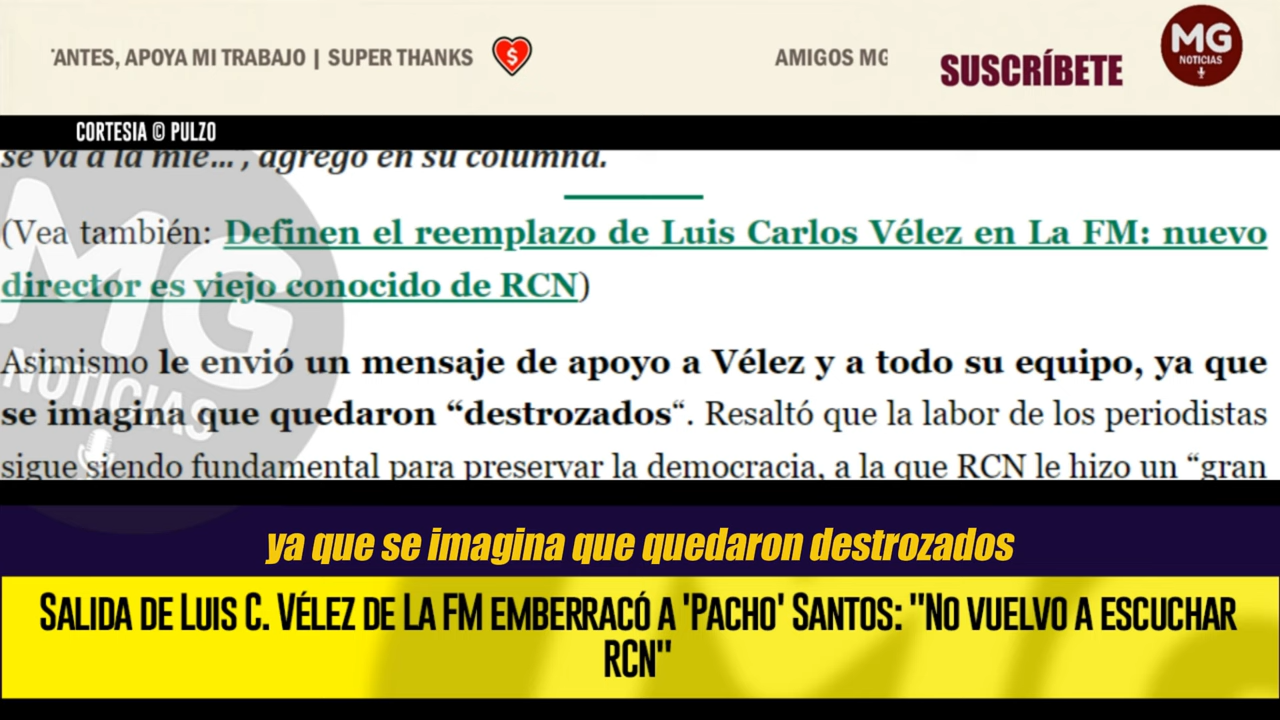 'ANTES, APOYA MI TRABAJO | SUPER THANKS
AMIGOS MG
SUSCRÍBETE
MG
NOTICIAS
CORTESIA © PULZO
se va a la mie... , agregó en su columna.
(Vea también: Definen el reemplazo de Luis Carlos Vélez en La FM: nuevo
director es viejo conocido de RCN)
Asimismo le envió un mensaje de apoyo a Vélez y a todo su equipo, ya que
se imagina que quedaron “destrozados“. Resaltó que la labor de los periodistas
sigue siendo fundamental para preservar la democracia, a la que RCN le hizo un “gran
MG
NOTICIAS
ya que se imagina que quedaron destrozados
SALIDA DE LUIS C. VÉLEZ DE LA FM EMBERRACÓ A 'PACHO' SANTOS: "NO VUELVO A ESCUCHAR
RCN"